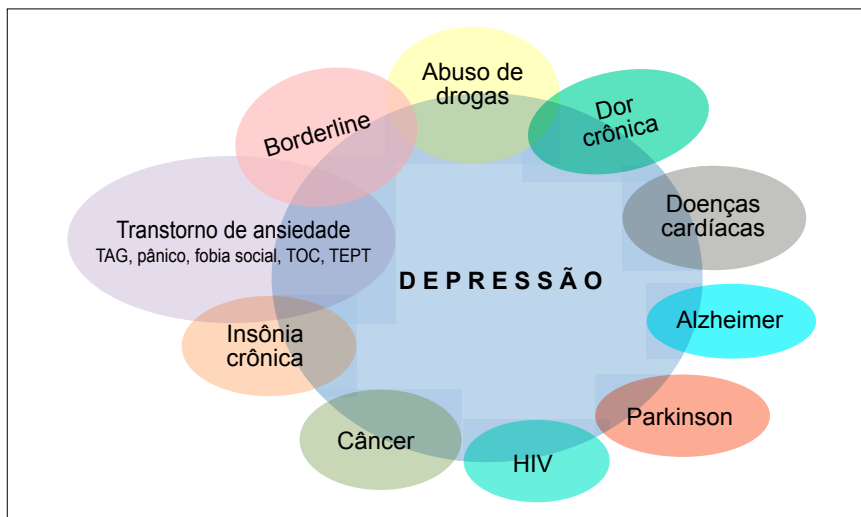 Abuso de
drogas
Borderline
Dor
crônica
Transtorno de ansiedade
TAG, pânico, fobia social, TOC, TEPT
Doenças
cardíacas
DEPRESSÃO
Insônia
crônica
Alzheimer
Câncer
HIV
Parkinson